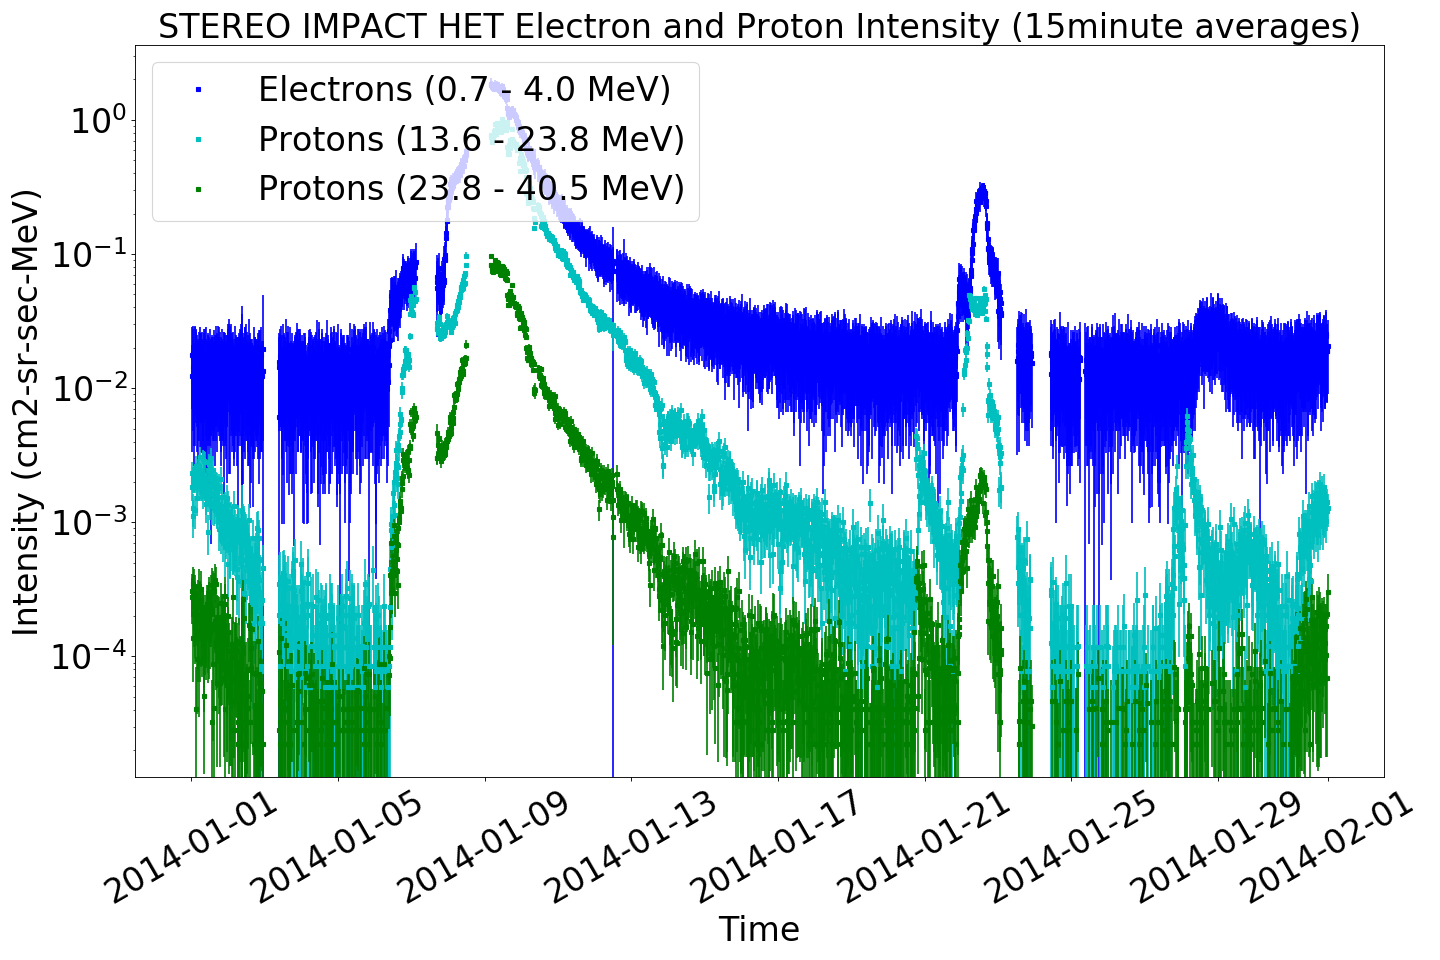 STEREO IMPACT HET Electron and Proton Intensity (15minute averages)
Electrons (0.7 - 4.0 MeV)
Protons (13.6 - 23.8 MeV)
Protons (23.8 - 40.5 MeV)
Intensity (cm2-sr-sec-MeV)
10⁰
10⁻¹
10⁻²
10⁻³
10⁻⁴
2014-01-01
2014-01-05
2014-01-09
2014-01-13
2014-01-17
2014-01-21
2014-01-25
2014-01-29
2014-02-01
Time